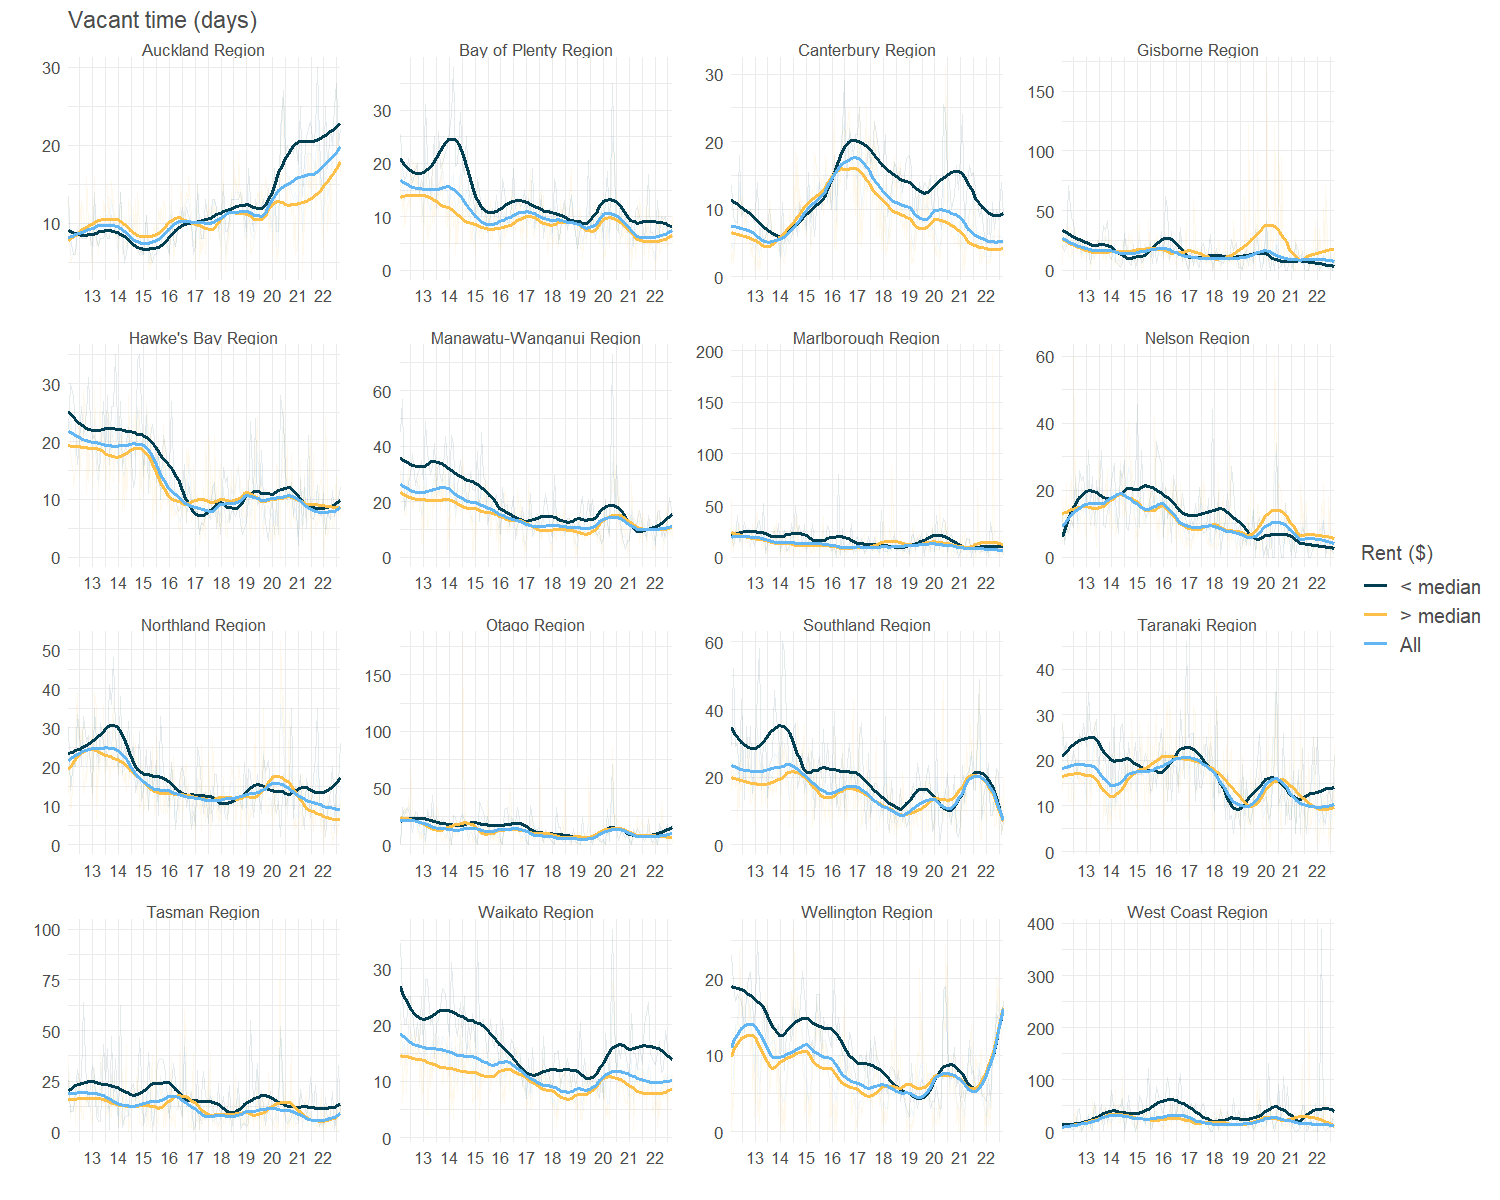 Vacant time (days)
Auckland Region Bay of Plenty Region Canterbury Region Gisborne Region
30
20
10
13 14 15 16 17 18 19 20 21 22
30
20
10
0
13 14 15 16 17 18 19 20 21 22
30
20
10
0
13 14 15 16 17 18 19 20 21 22
150
100
50
0
13 14 15 16 17 18 19 20 21 22
Hawke's Bay Region Manawatu-Wanganui Region Marlborough Region Nelson Region
30
20
10
0
13 14 15 16 17 18 19 20 21 22
60
40
20
0
13 14 15 16 17 18 19 20 21 22
200
150
100
50
0
13 14 15 16 17 18 19 20 21 22
60
40
20
0
13 14 15 16 17 18 19 20 21 22
Rent ($)
< median
> median
All
Northland Region Otago Region Southland Region Taranaki Region
50
40
30
20
10
0
13 14 15 16 17 18 19 20 21 22
150
100
50
0
13 14 15 16 17 18 19 20 21 22
60
40
20
0
13 14 15 16 17 18 19 20 21 22
40
30
20
10
0
13 14 15 16 17 18 19 20 21 22
Tasman Region Waikato Region Wellington Region West Coast Region
100
75
50
25
0
13 14 15 16 17 18 19 20 21 22
30
20
10
0
13 14 15 16 17 18 19 20 21 22
20
10
0
13 14 15 16 17 18 19 20 21 22
400
300
200
100
0
13 14 15 16 17 18 19 20 21 22